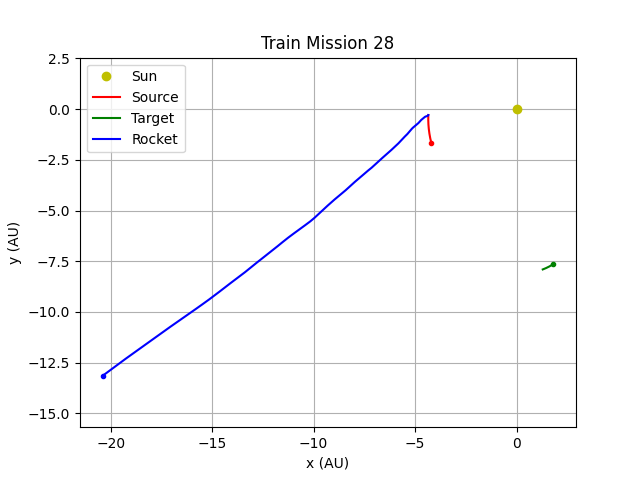 Train Mission 28
Sun
Source
Target
Rocket
2.5
0.0
−2.5
−5.0
−7.5
−10.0
−12.5
−15.0
y (AU)
−20 −15 −10 −5 0
x (AU)